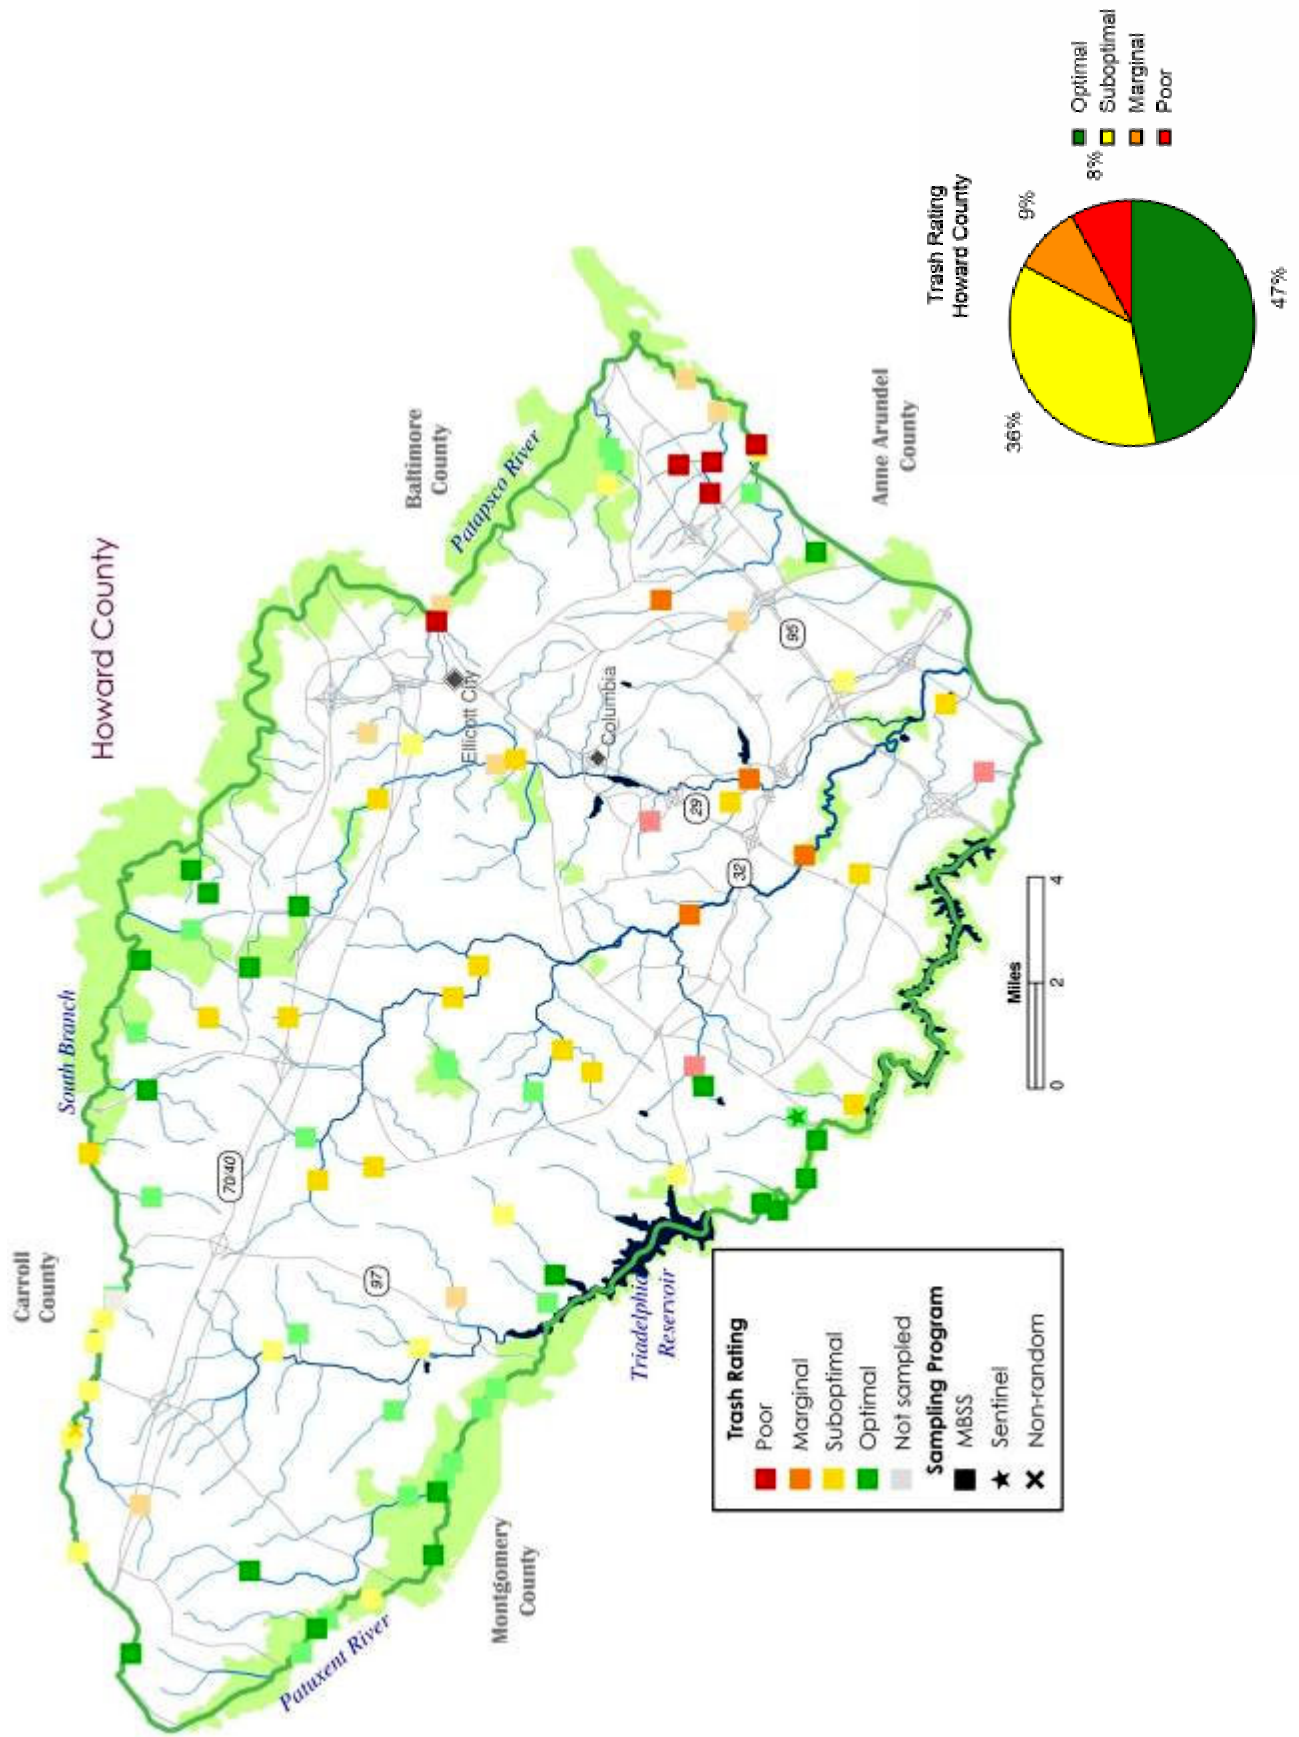 Howard County
Carroll
County
South Branch
Baltimore
County
Patapsco River
70/40
97
Ellicott City
Columbia
29
32
95
Anne Arundel
County
Triadelphia
Reservoir
Montgomery
County
Patuxent River
Miles
0
2
4
Trash Rating
Poor
Marginal
Suboptimal
Optimal
Not sampled
Sampling Program
MBSS
Sentinel
Non-random
Trash Rating
Howard County
36%
9%
8%
47%
Optimal
Suboptimal
Marginal
Poor